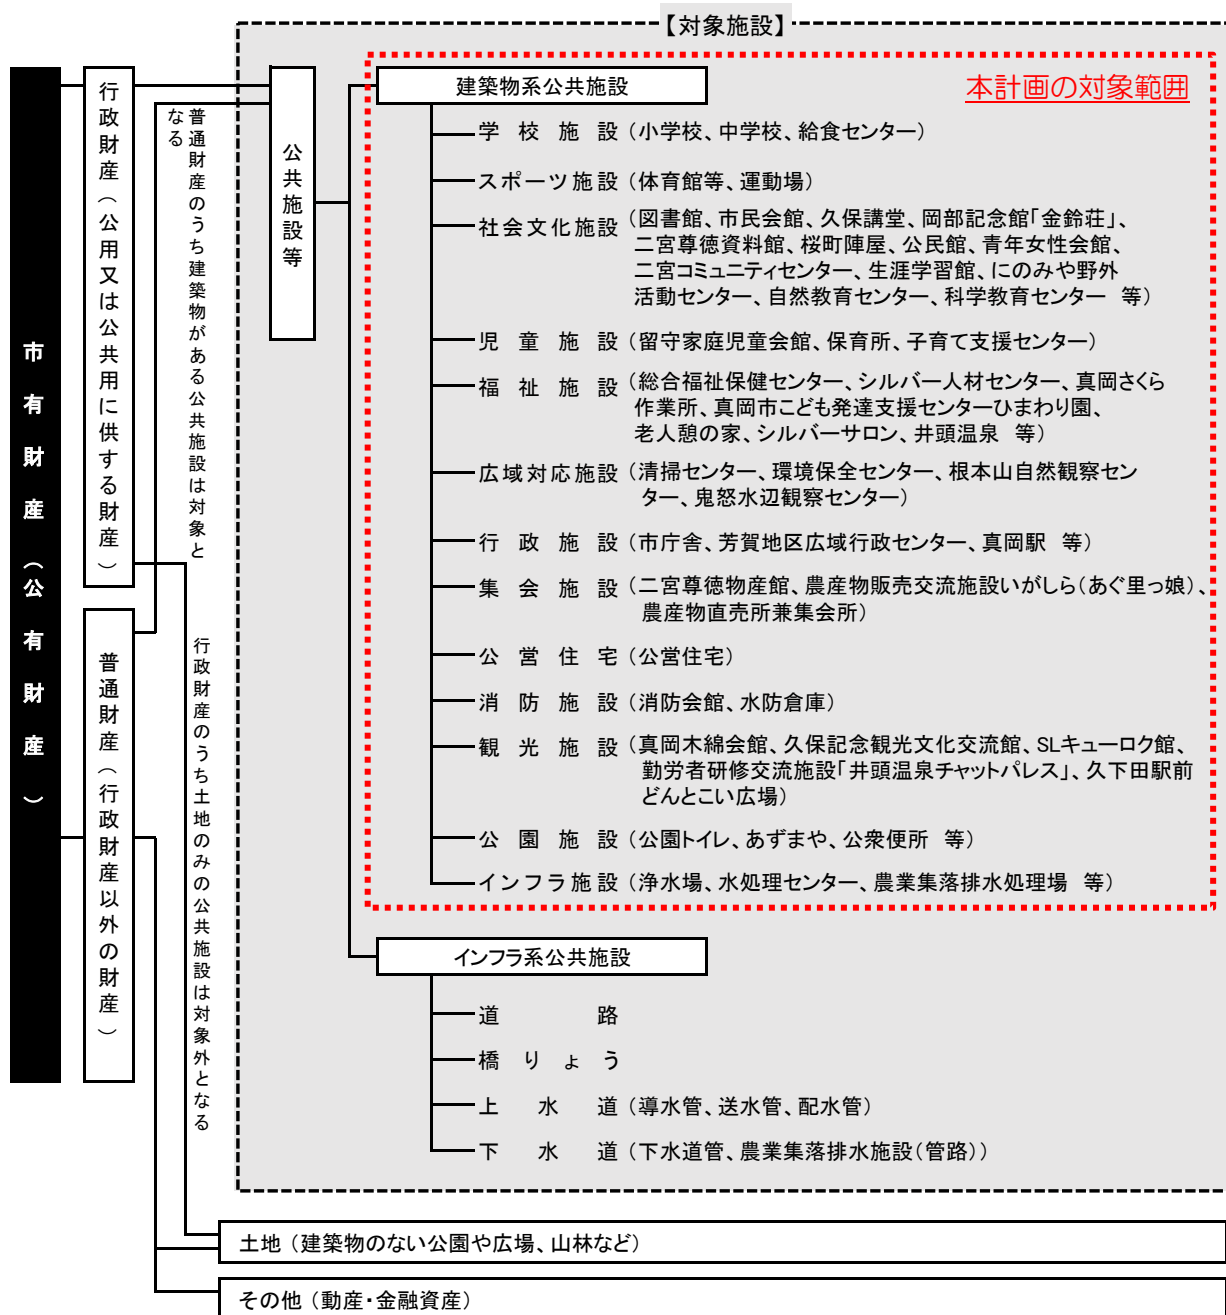 【対象施設】
本計画の対象範囲
市有財産（公有財産）
行政財産（公用又は公共用に供する財産）
普通財産（行政財産以外の財産）
普通財産のうち建築物がある公共施設は対象と
なる
行政財産のうち土地のみの公共施設は対象外となる
公共施設等
建築物系公共施設
学校施設（小学校、中学校、給食センター）
スポーツ施設（体育館等、運動場）
社会文化施設（図書館、市民会館、久保講堂、岡部記念館「金鈴荘」、
二宮尊徳資料館、桜町陣屋、公民館、青年女性会館、
二宮コミュニティセンター、生涯学習館、にのみや野外
活動センター、自然教育センター、科学教育センター 等）
児童施設（留守家庭児童会館、保育所、子育て支援センター）
福祉施設（総合福祉保健センター、シルバー人材センター、真岡さくら
作業所、真岡市こども発達支援センターひまわり園、
老人憩の家、シルバーサロン、井頭温泉 等）
広域対応施設（清掃センター、環境保全センター、根本山自然観察セン
ター、鬼怒水辺観察センター）
行政施設（市庁舎、芳賀地区広域行政センター、真岡駅 等）
集会施設（二宮尊徳物産館、農産物販売交流施設いがしら（あぐ里っ娘）、
農産物直売所兼集会所）
公営住宅（公営住宅）
消防施設（消防会館、水防倉庫）
観光施設（真岡木綿会館、久保記念観光文化交流館、SLキューロク館、
勤労者研修交流施設「井頭温泉チャットパレス」、久下田駅前
どんとこい広場）
公園施設（公園トイレ、あずまや、公衆便所 等）
インフラ施設（浄水場、水処理センター、農業集落排水処理場 等）
インフラ系公共施設
道路
橋りょう
上水道（導水管、送水管、配水管）
下水道（下水道管、農業集落排水施設（管路））
土地（建築物のない公園や広場、山林など）
その他（動産・金融資産）